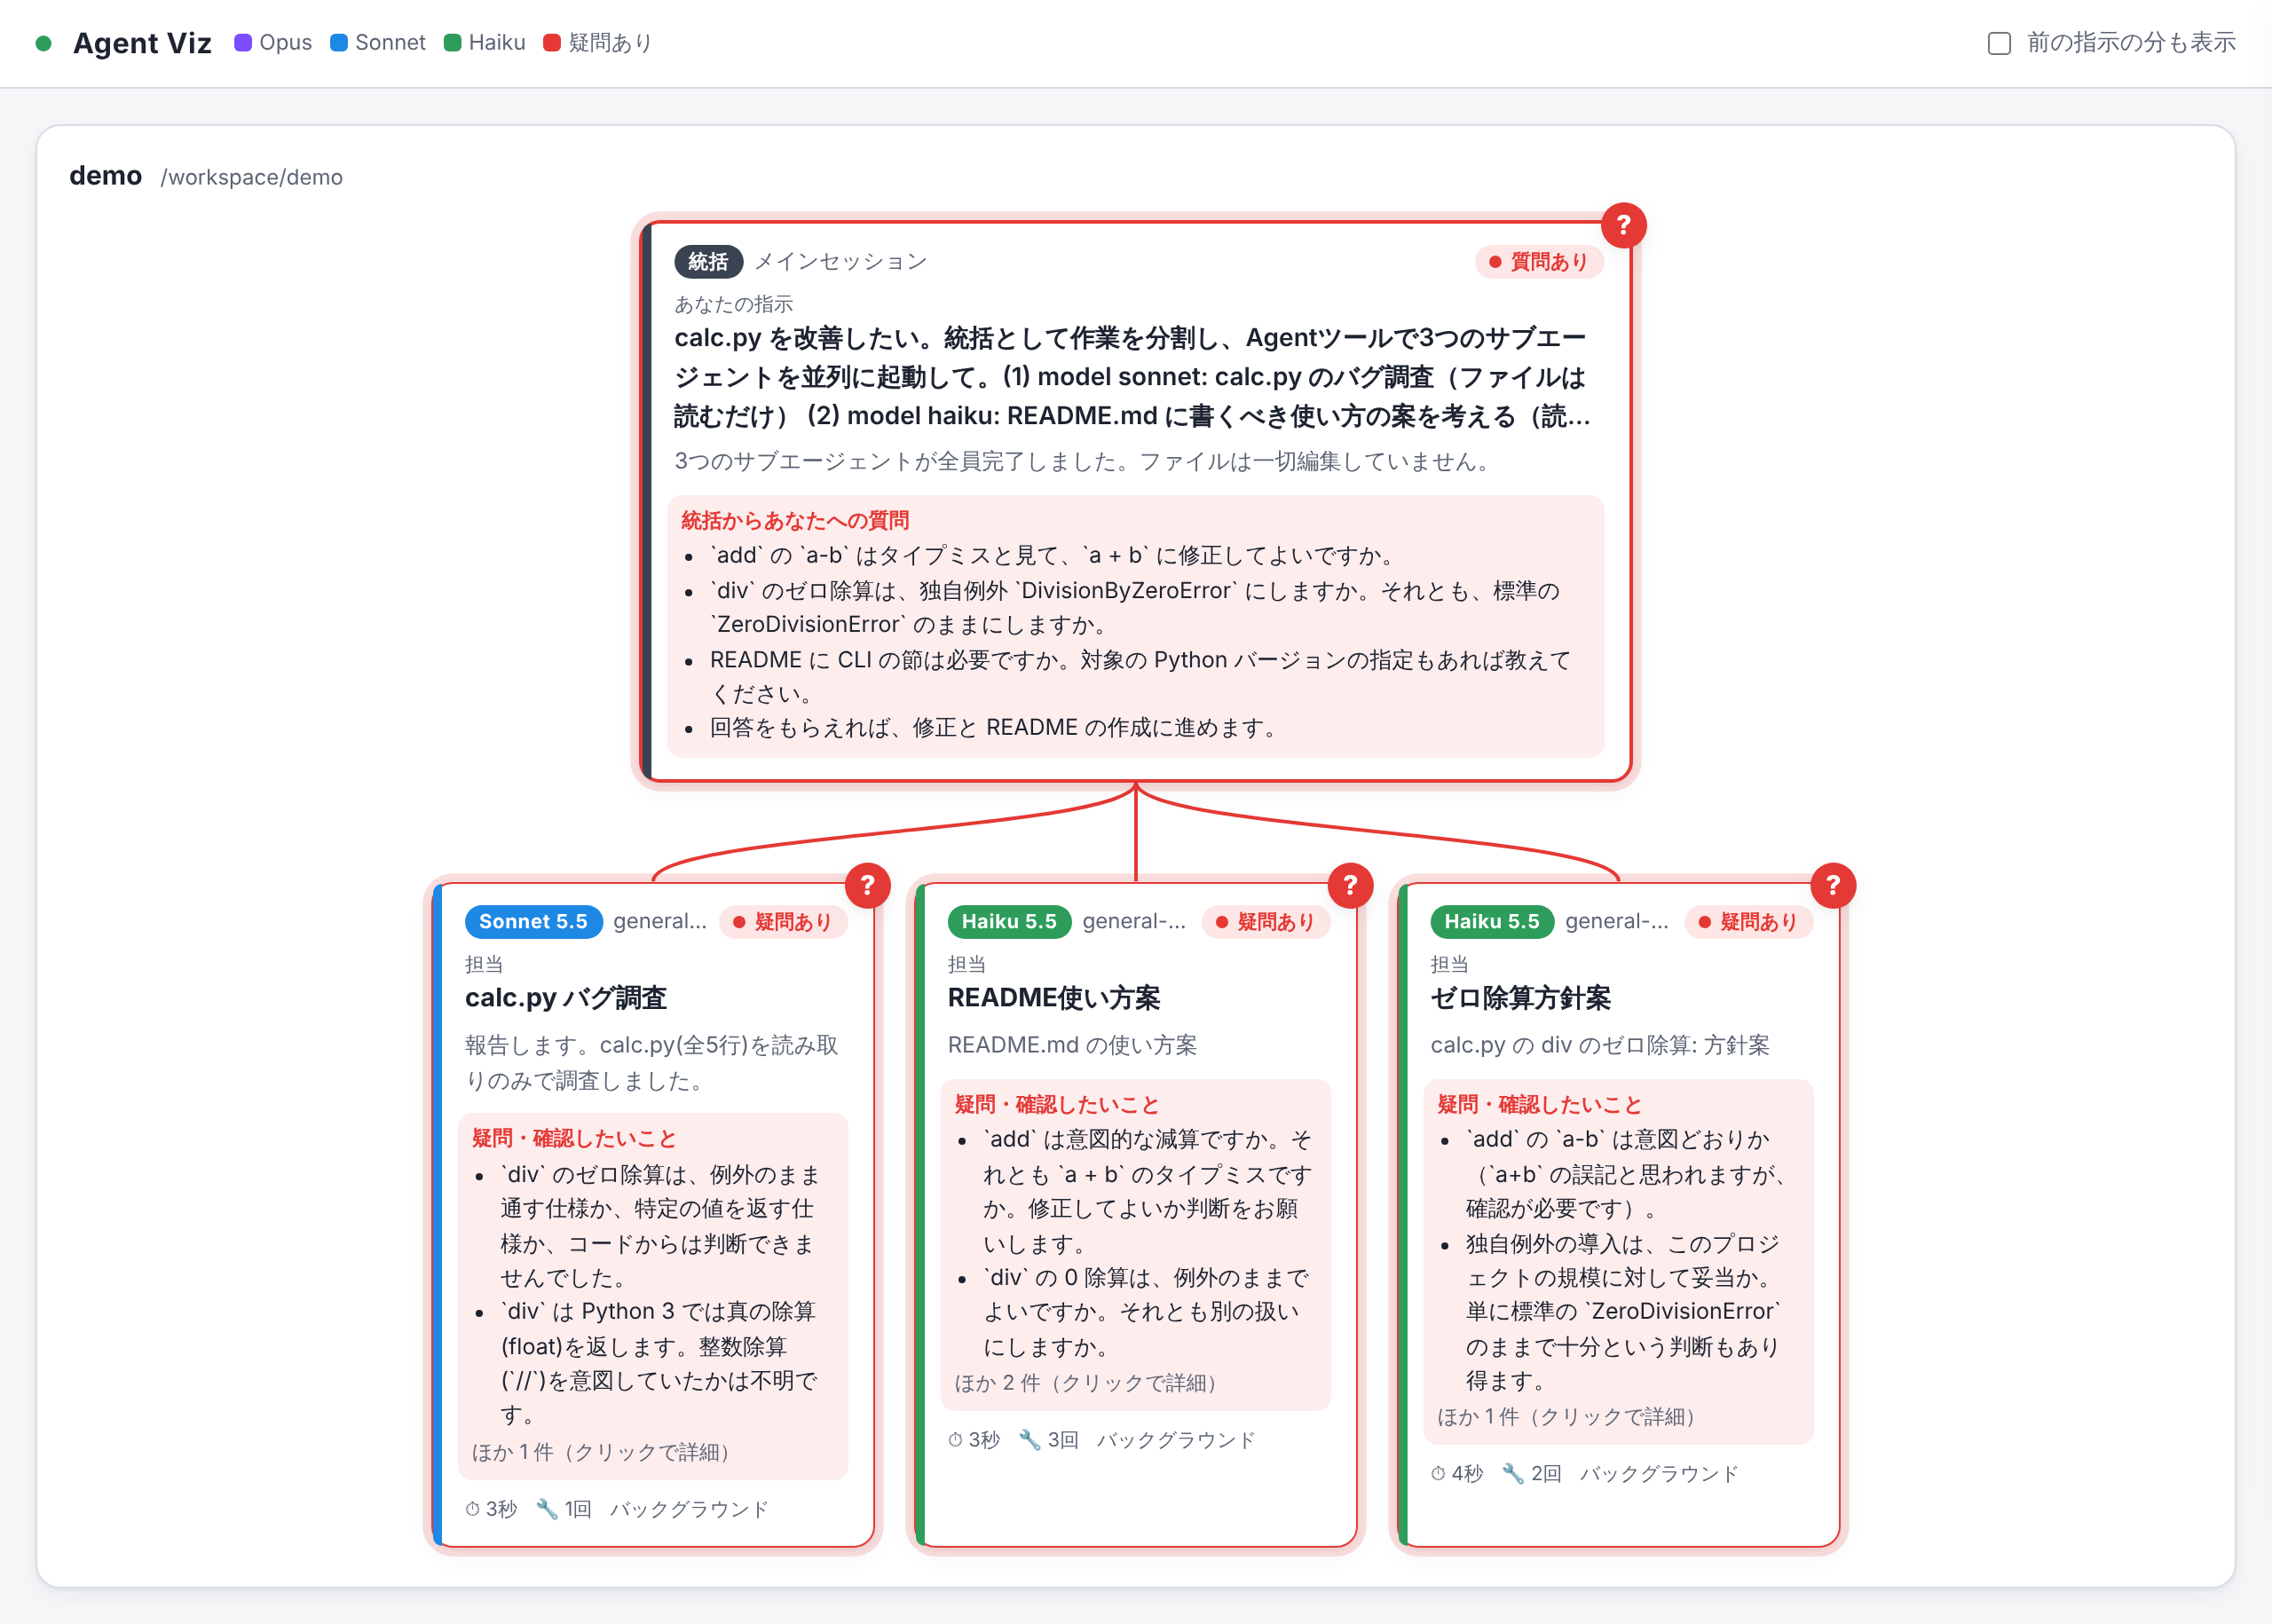 Agent Viz
Opus
Sonnet
Haiku
疑問あり
前の指示の分も表示
demo /workspace/demo
?
統括 メインセッション
質問あり
あなたの指示
calc.py を改善したい。統括として作業を分割し、Agentツールで3つのサブエー
ジェントを並列に起動して。(1) model sonnet: calc.py のバグ調査（ファイルは
読むだけ） (2) model haiku: README.md に書くべき使い方の案を考える（読...
3つのサブエージェントが全員完了しました。ファイルは一切編集していません。
統括からあなたへの質問
• `add` の `a-b` はタイプミスと見て、`a + b` に修正してよいですか。
• `div` のゼロ除算は、独自例外 `DivisionByZeroError` にしますか。それとも、標準の
`ZeroDivisionError` のままにしますか。
• README に CLI の節は必要ですか。対象の Python バージョンの指定もあれば教えて
ください。
• 回答をもらえれば、修正と README の作成に進めます。
?
Sonnet 5.5 general... 疑問あり
担当
calc.py バグ調査
報告します。calc.py(全5行)を読み取
りのみで調査しました。
疑問・確認したいこと
• `div` のゼロ除算は、例外のまま
通す仕様か、特定の値を返す仕
様か、コードからは判断できま
せんでした。
• `div` は Python 3 では真の除算
(float)を返します。整数除算
(`//`)を意図していたかは不明で
す。
ほか 1 件（クリックで詳細）
⏱ 3秒 🔧 1回 バックグラウンド
?
Haiku 5.5 general-... 疑問あり
担当
README使い方案
README.md の使い方案
疑問・確認したいこと
• `add` は意図的な減算ですか。そ
れとも `a + b` のタイプミスです
か。修正してよいか判断をお願
いします。
• `div` の 0 除算は、例外のままで
よいですか。それとも別の扱い
にしますか。
ほか 2 件（クリックで詳細）
⏱ 3秒 🔧 3回 バックグラウンド
?
Haiku 5.5 general-... 疑問あり
担当
ゼロ除算方針案
calc.py の div のゼロ除算: 方針案
疑問・確認したいこと
• `add` の `a-b` は意図どおりか
（`a+b` の誤記と思われますが、
確認が必要です）。
• 独自例外の導入は、このプロジ
ェクトの規模に対して妥当か。
単に標準の `ZeroDivisionError`
のままで十分という判断もあり
得ます。
ほか 1 件（クリックで詳細）
⏱ 4秒 🔧 2回 バックグラウンド